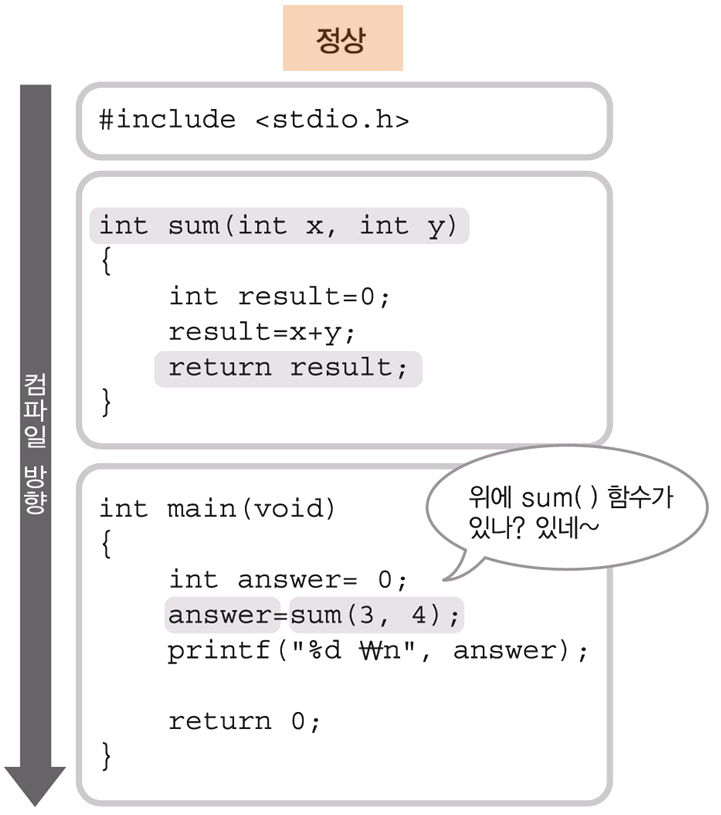 정상
컴파일 방향
#include <stdio.h>
int sum(int x, int y)
{
int result=0;
result=x+y;
return result;
}
int main(void)
{
int answer= 0;
answer=sum(3, 4);
printf("%d ₩n", answer);
return 0;
}
위에 sum( ) 함수가
있나? 있네~